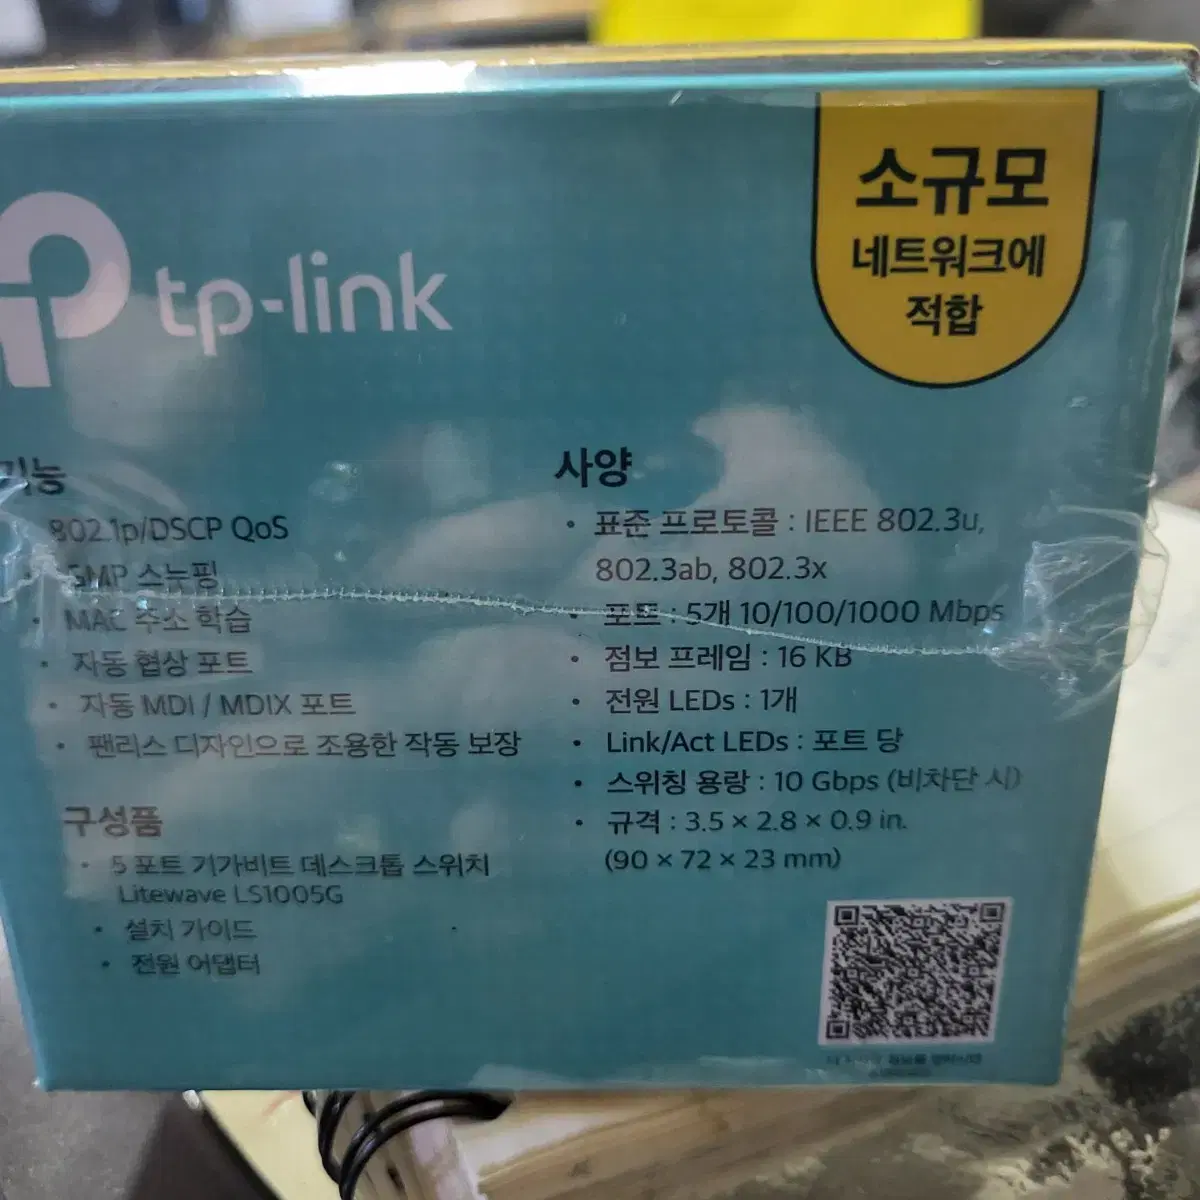 tp-link
소규모
네트워크에
적합
기능
802.1p/DSCP QoS
GMP 스누핑
MAC 주소 학습
• 자동 협상 포트
• 자동 MDI / MDIX 포트
• 팬리스 디자인으로 조용한 작동 보장
구성품
• 5 포트 기가비트 데스크톱 스위치
Litewave LS1005G
• 설치 가이드
• 전원 어댑터
사양
• 표준 프로토콜 : IEEE 802.3u,
802.3ab, 802.3x
• 포트 : 5개 10/100/1000 Mbps
• 점보 프레임 : 16 KB
• 전원 LEDs : 1개
• Link/Act LEDs : 포트 당
• 스위칭 용량 : 10 Gbps (비차단 시)
• 규격 : 3.5 × 2.8 × 0.9 in.
(90 × 72 × 23 mm)